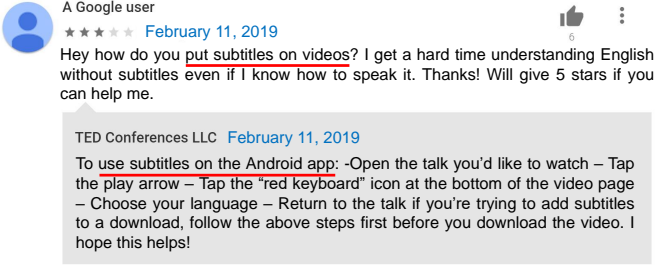 A Google user
February 11, 2019
6
Hey how do you put subtitles on videos? I get a hard time understanding English
without subtitles even if I know how to speak it. Thanks! Will give 5 stars if you
can help me.
TED Conferences LLC February 11, 2019
To use subtitles on the Android app: -Open the talk you’d like to watch – Tap
the play arrow – Tap the “red keyboard” icon at the bottom of the video page
– Choose your language – Return to the talk if you’re trying to add subtitles
to a download, follow the above steps first before you download the video. I
hope this helps!